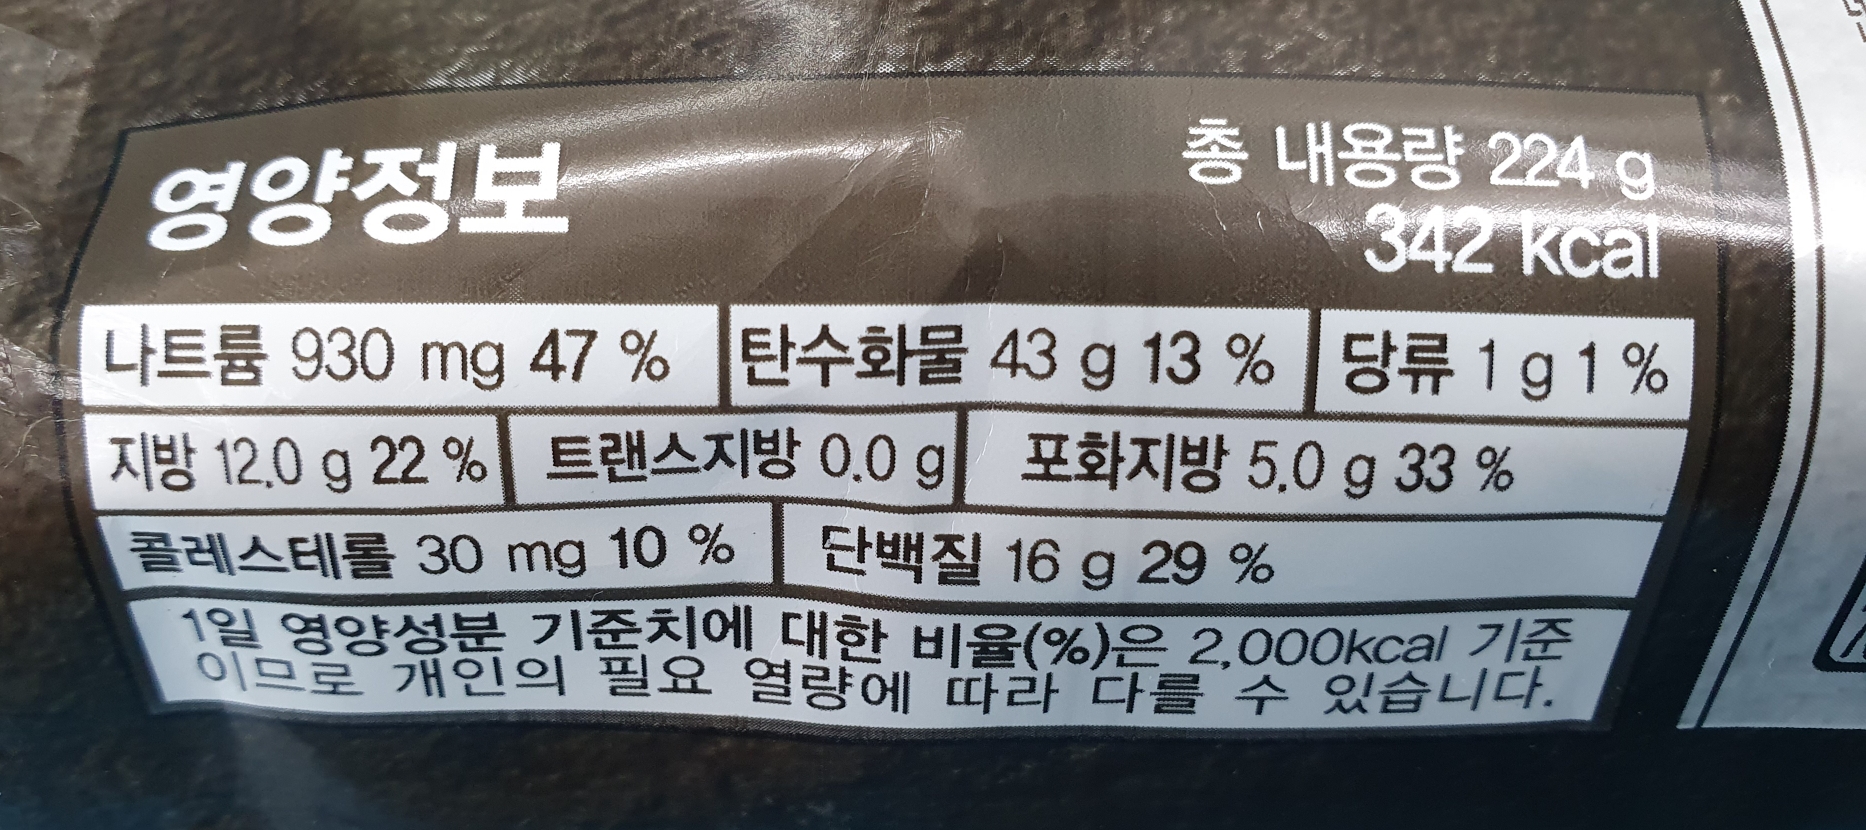 영양정보
총 내용량 224 g
342 kcal
나트륨 930 mg 47 % 탄수화물 43 g 13 % 당류 1 g 1 %
지방 12.0 g 22 % 트랜스지방 0.0 g 포화지방 5.0 g 33 %
콜레스테롤 30 mg 10 % 단백질 16 g 29 %
1일 영양성분 기준치에 대한 비율(%)은 2,000kcal 기준
이므로 개인의 필요 열량에 따라 다를 수 있습니다.